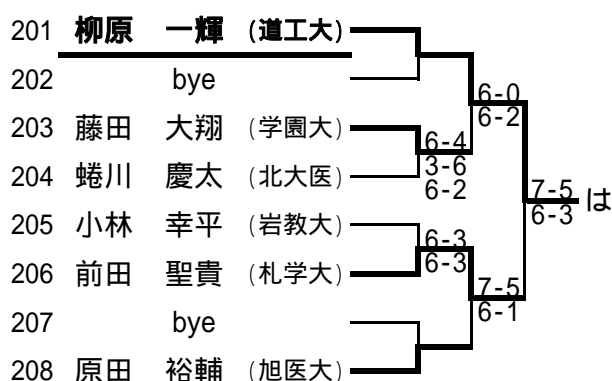 201 柳原 一輝 (道工大)
202 bye
6-0
203 藤田 大翔 (学園大)
6-2
6-4
204 蜷川 慶太 (北大医)
3-6
6-2
7-5
は
205 小林 幸平 (岩教大)
6-3
6-3
206 前田 聖貴 (札学大)
6-3
7-5
207 bye
6-1
208 原田 裕輔 (旭医大)